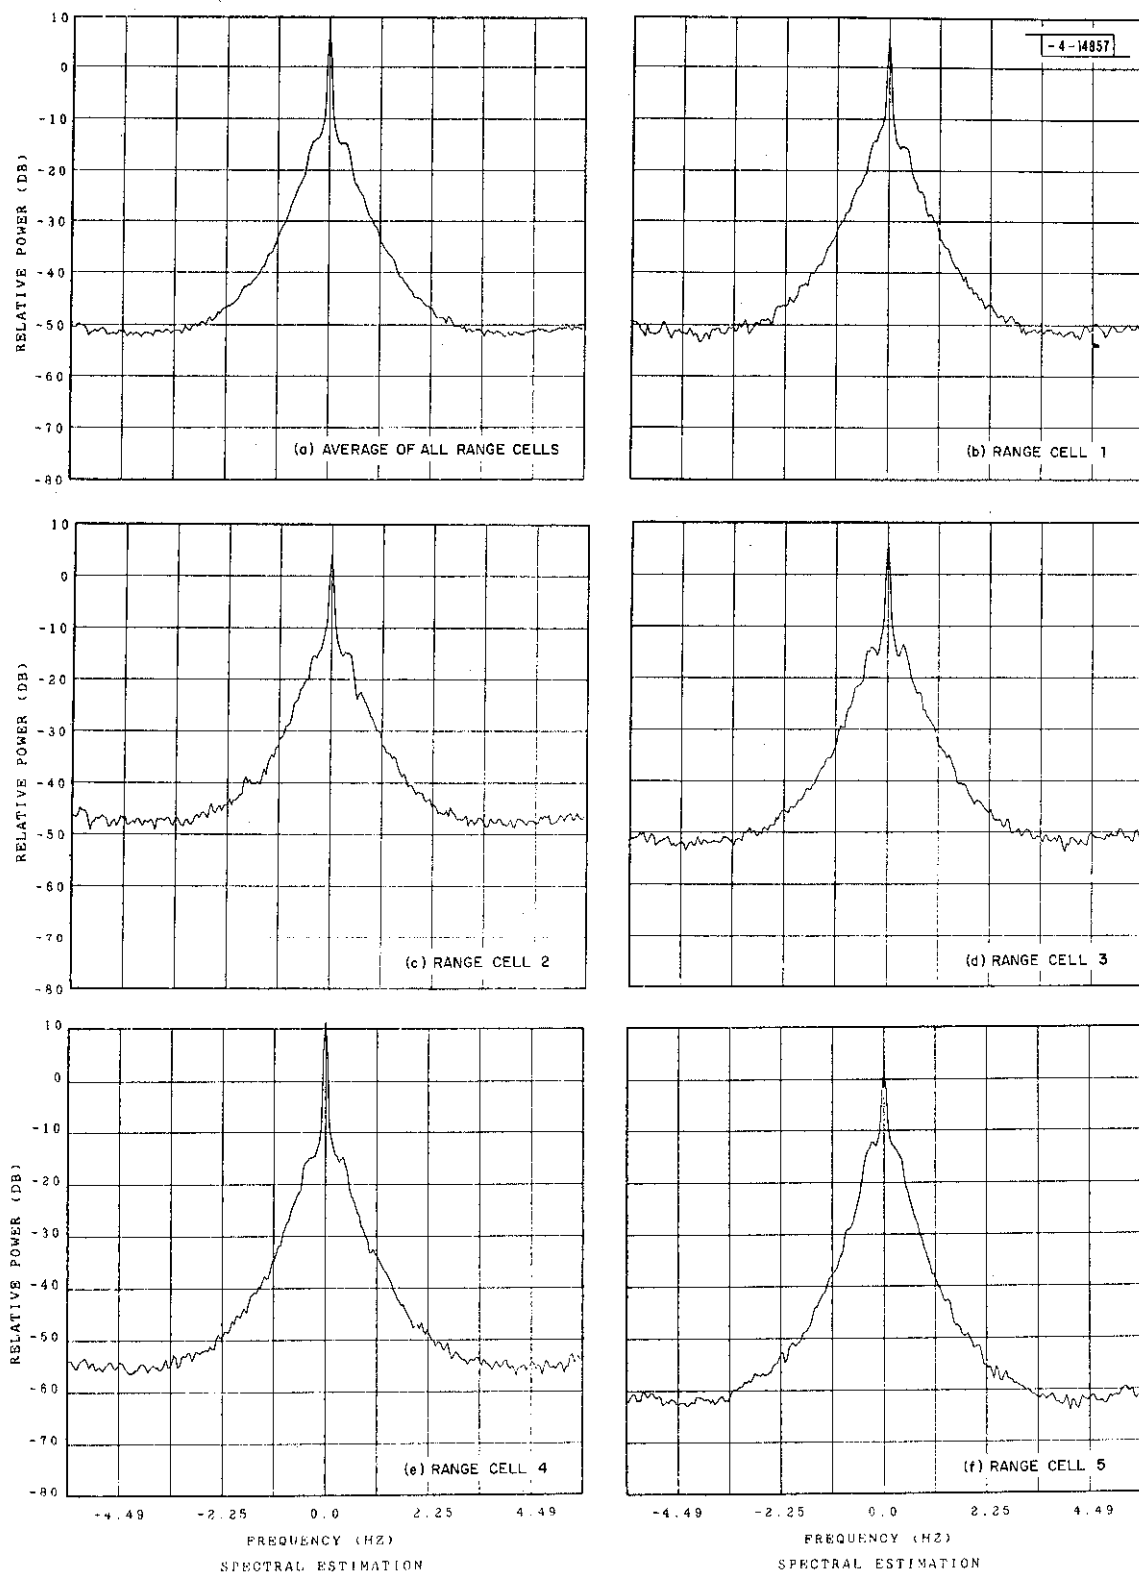 -4-14857
10
0
-10
-20
-30
-40
-50
-60
-70
-80
RELATIVE POWER (DB)
(a) AVERAGE OF ALL RANGE CELLS
(b) RANGE CELL 1
10
0
-10
-20
-30
-40
-50
-60
-70
-80
RELATIVE POWER (DB)
(c) RANGE CELL 2
(d) RANGE CELL 3
10
0
-10
-20
-30
-40
-50
-60
-70
-80
RELATIVE POWER (DB)
(e) RANGE CELL 4
(f) RANGE CELL 5
-4.49 -2.25 0.0 2.25 4.49
-4.49 -2.25 0.0 2.25 4.49
FREQUENCY (HZ)
FREQUENCY (HZ)
SPECTRAL ESTIMATION
SPECTRAL ESTIMATION